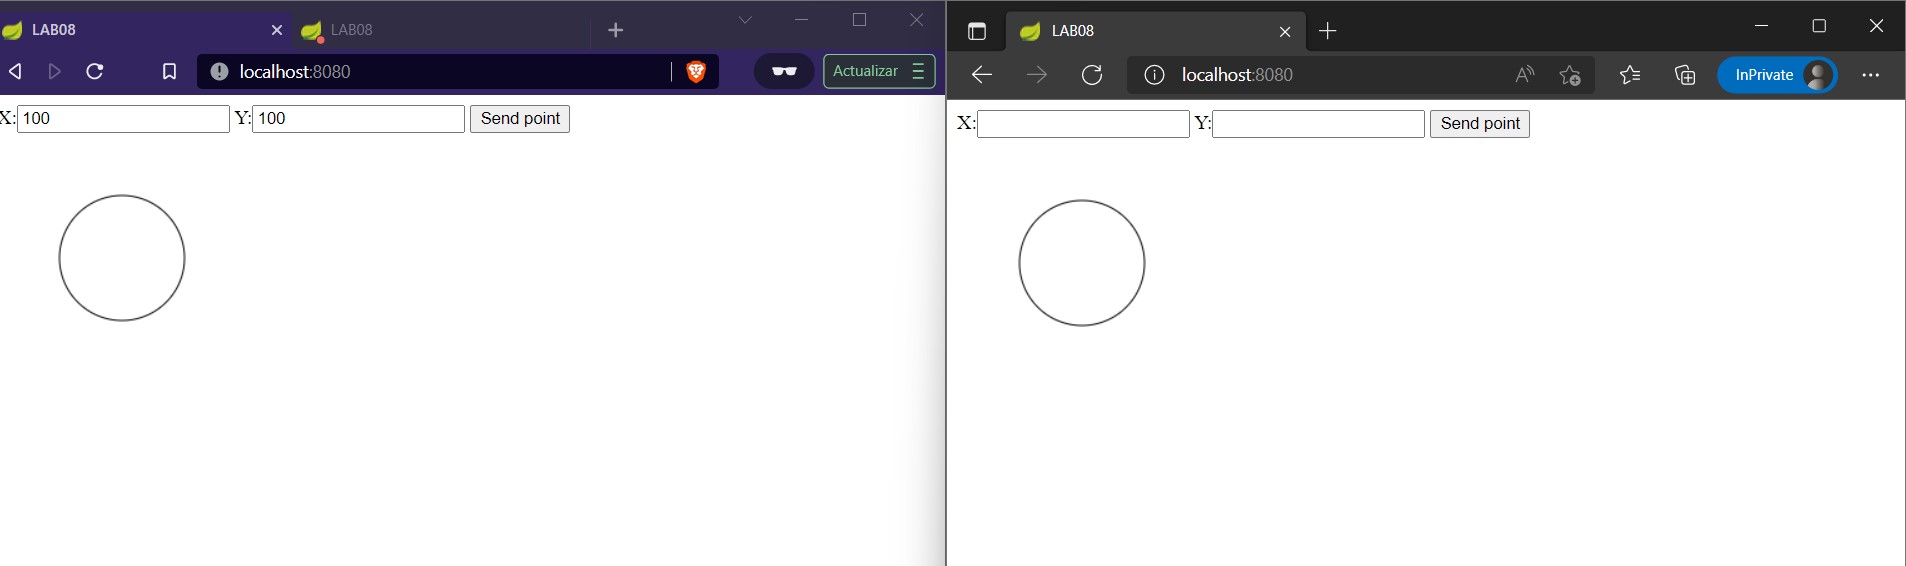 LAB08 LAB08
localhost:8080 Actualizar
X: 100 Y: 100 Send point
LAB08
localhost:8080 A InPrivate
X: Y: Send point